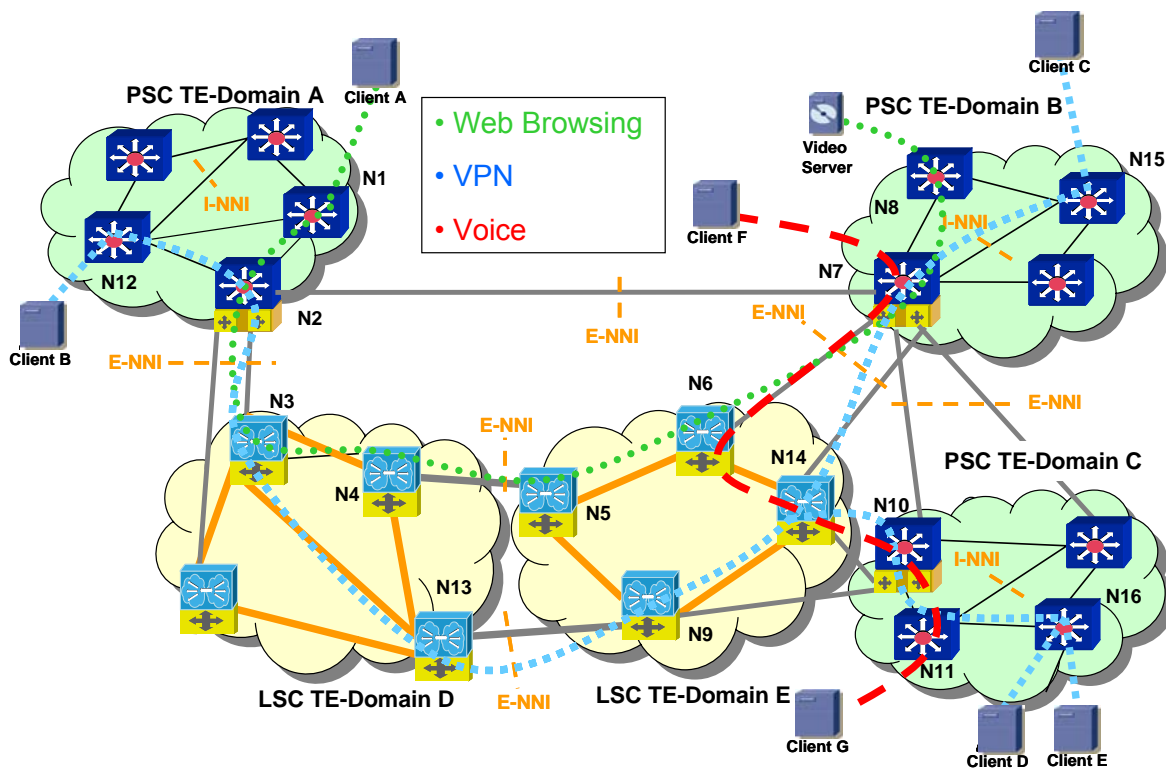 Client C
Client A
PSC TE-Domain A
PSC TE-Domain B
• Web Browsing
• VPN
• Voice
Video
Server
N15
N1
I-NNI
N8
I-NNI
Client F
N12
N7
N2
E-NNI
E-NNI
Client B
E-NNI
N6
E-NNI
N3
E-NNI
N14
PSC TE-Domain C
N4
N5
N10
I-NNI
N13
N16
N9
N11
LSC TE-Domain D
E-NNI
LSC TE-Domain E
Client G
Client D
Client E